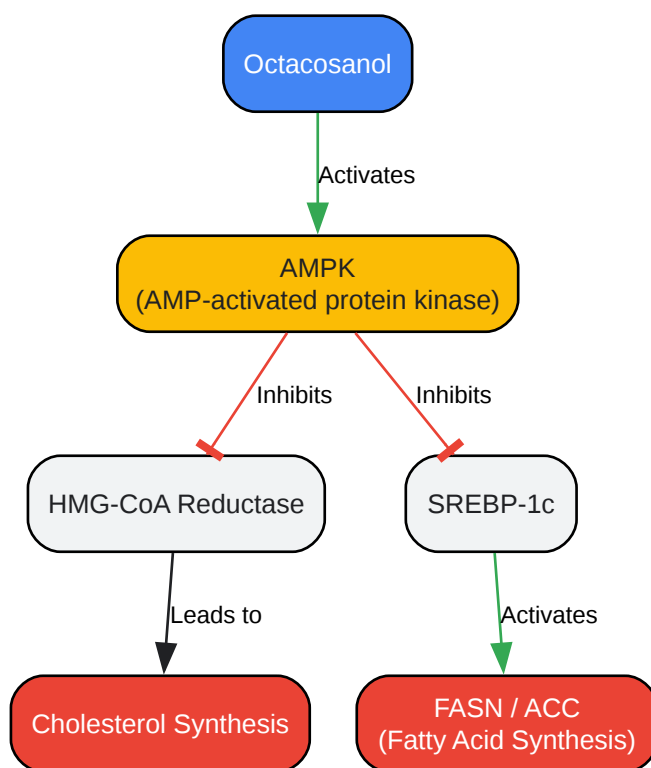 Octacosanol
Activates
AMPK
(AMP-activated protein kinase)
Inhibits
Inhibits
HMG-CoA Reductase
SREBP-1c
Leads to
Activates
Cholesterol Synthesis
FASN / ACC
(Fatty Acid Synthesis)